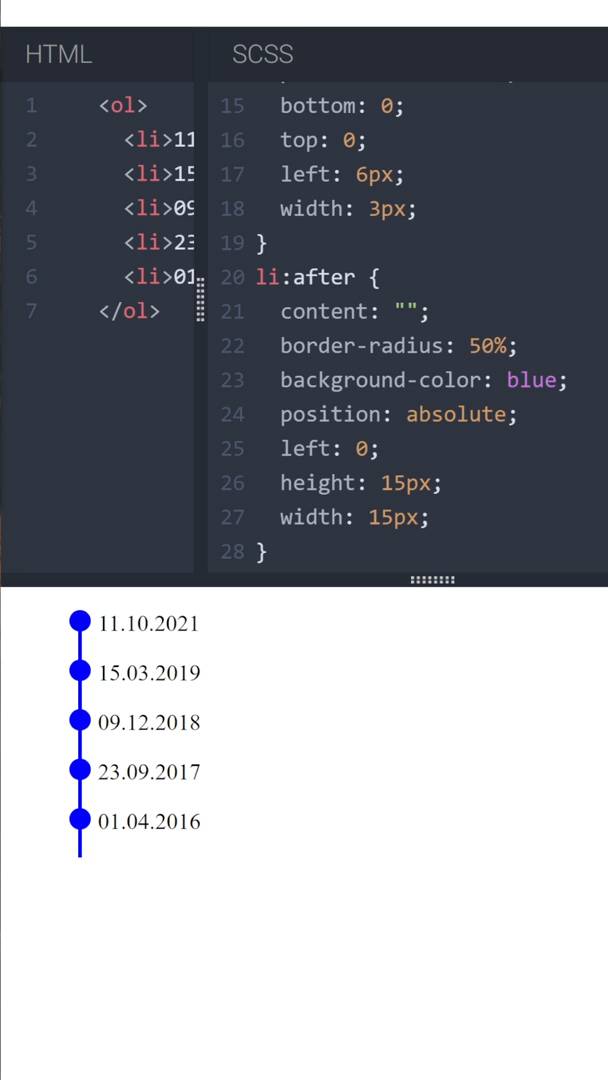 HTML
1 <ol>
2 <li>11
3 <li>15
4 <li>09
5 <li>23
6 <li>01
7 </ol>
SCSS
15 bottom: 0;
16 top: 0;
17 left: 6px;
18 width: 3px;
19 }
20 li:after {
21 content: "";
22 border-radius: 50%;
23 background-color: blue;
24 position: absolute;
25 left: 0;
26 height: 15px;
27 width: 15px;
28 }
11.10.2021
15.03.2019
09.12.2018
23.09.2017
01.04.2016